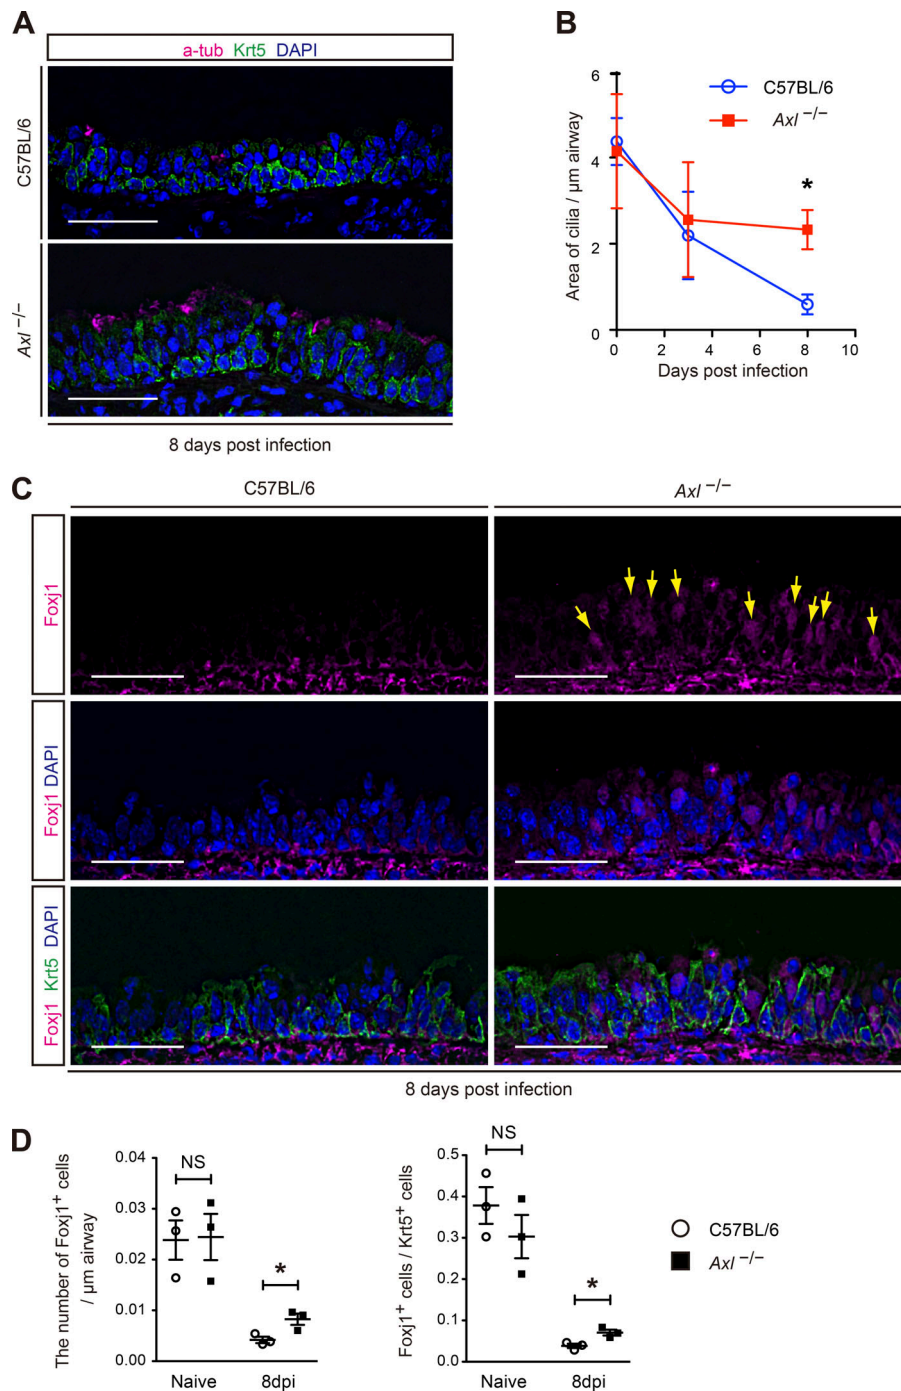 A
a-tub Krt5 DAPI
C57BL/6
Axl −/−
8 days post infection
B
6
4
2
0
Area of cilia / µm airway
C57BL/6
Axl −/−
*
0 2 4 6 8 10
Days post infection
C
C57BL/6
Axl −/−
Foxj1
Foxj1 DAPI
Foxj1 Krt5 DAPI
8 days post infection
D
The number of Foxj1+ cells
/ µm airway
0.04
0.03
0.02
0.01
0.00
NS
*
Naive 8dpi
Foxj1+ cells / Krt5+ cells
0.5
0.4
0.3
0.2
0.1
0.0
NS
*
Naive 8dpi
C57BL/6
Axl −/−